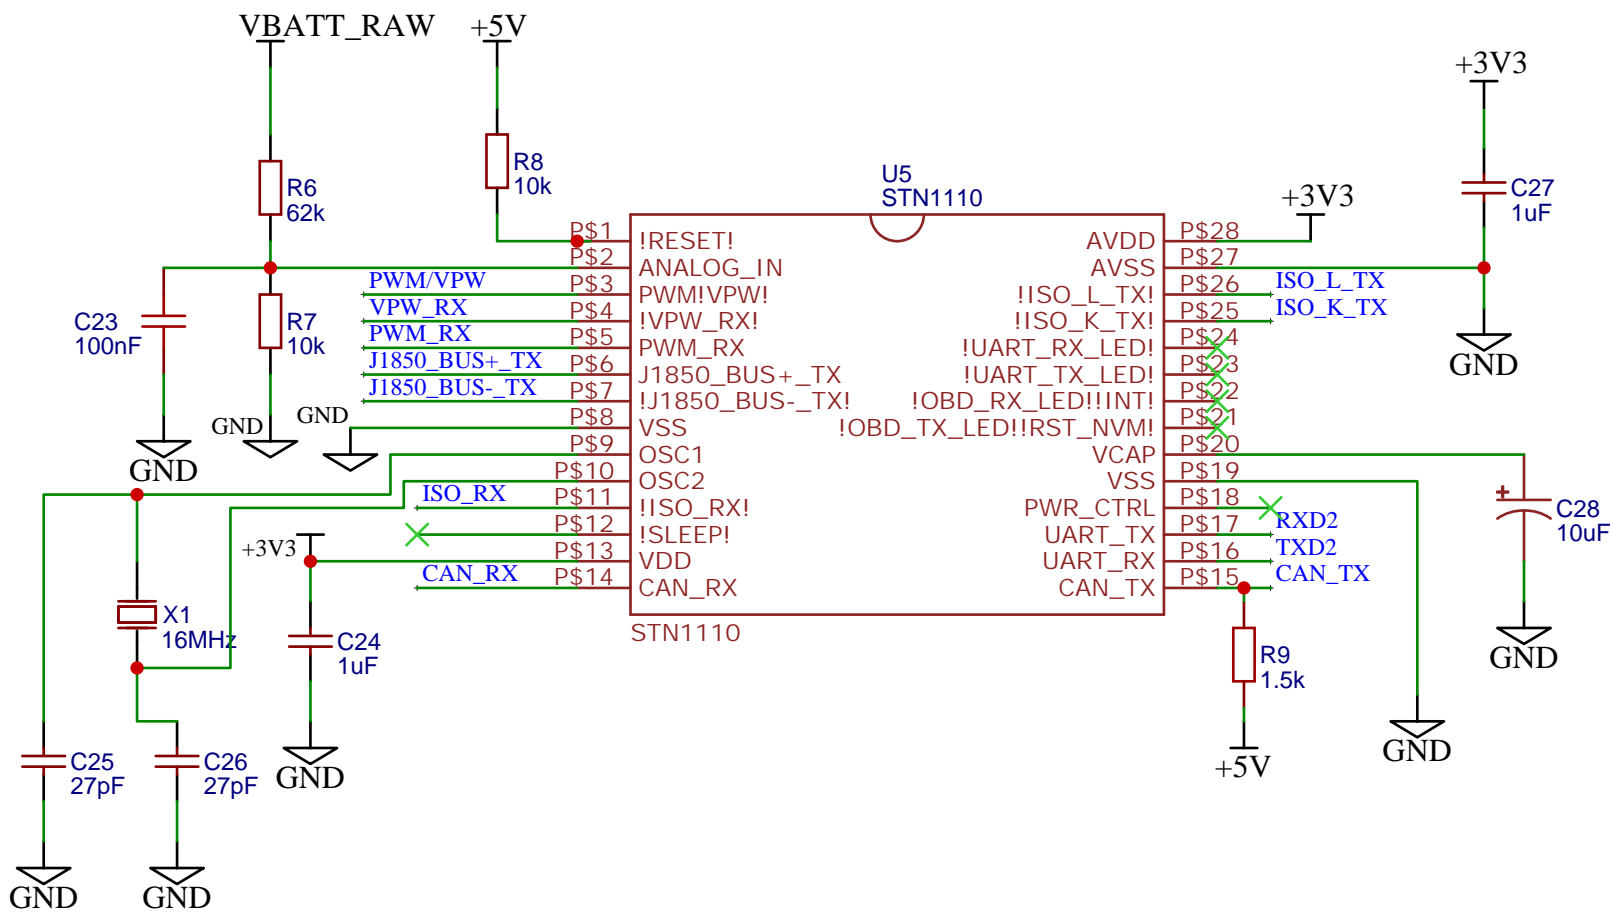 VBATT_RAW
+5V
+3V3
R6
62k
R8
10k
U5
STN1110
+3V3
C27
1uF
C23
100nF
R7
10k
GND
GND
GND
PWM/VPW
VPW_RX
PWM_RX
J1850_BUS+_TX
J1850_BUS-_TX
ISO_RX
CAN_RX
P$1
P$2
P$3
P$4
P$5
P$6
P$7
P$8
P$9
P$10
P$11
P$12
P$13
P$14
!RESET!
ANALOG_IN
PWM!VPW!
!VPW_RX!
PWM_RX
J1850_BUS+_TX
!J1850_BUS-_TX!
VSS
OSC1
OSC2
!ISO_RX!
!SLEEP!
VDD
CAN_RX
AVDD
AVSS
!ISO_L_TX!
!ISO_K_TX!
!UART_RX_LED!
!UART_TX_LED!
!OBD_RX_LED!!INT!
!OBD_TX_LED!!RST_NVM!
VCAP
VSS
PWR_CTRL
UART_TX
UART_RX
CAN_TX
P$28
P$27
P$26
P$25
P$24
P$23
P$22
P$21
P$20
P$19
P$18
P$17
P$16
P$15
ISO_L_TX
ISO_K_TX
GND
RXD2
TXD2
CAN_TX
+
C28
10uF
GND
STN1110
+3V3
X1
16MHz
C24
1uF
GND
R9
1.5k
+5V
GND
C25
27pF
C26
27pF
GND
GND